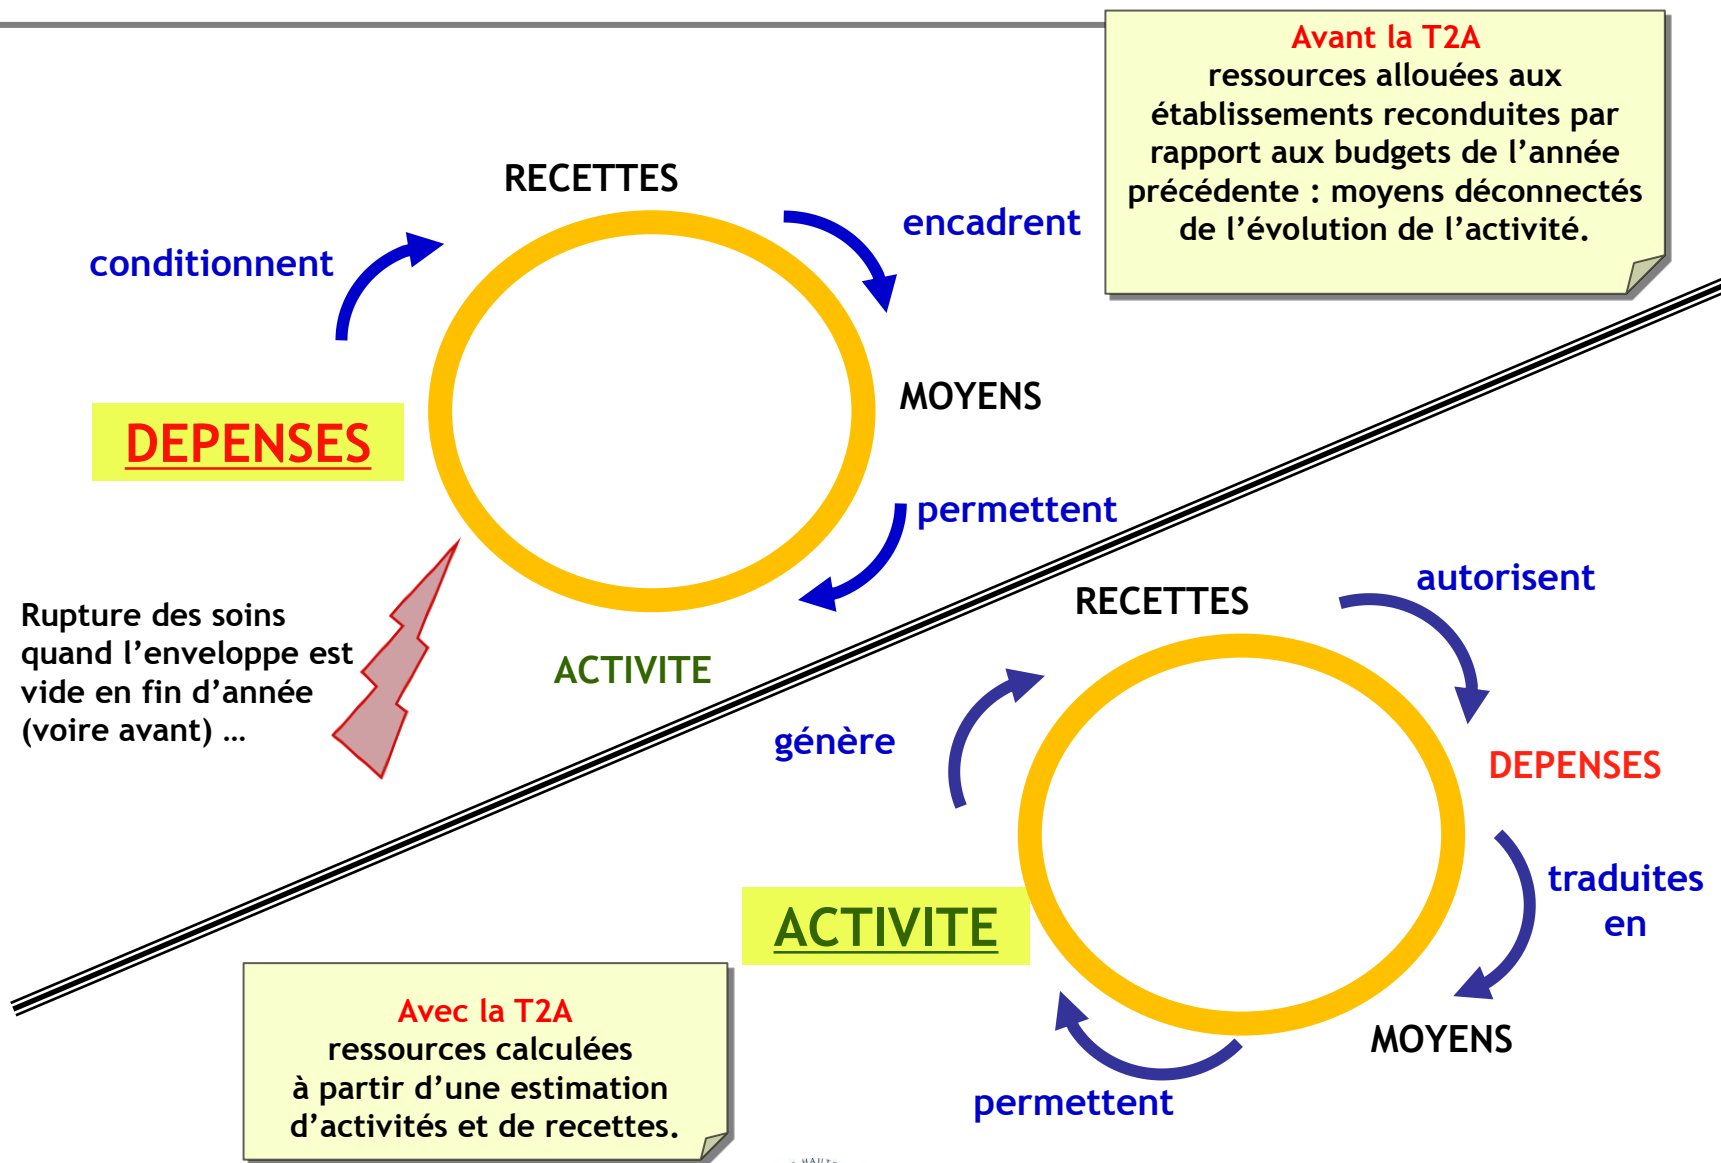 Avant la T2A
ressources allouées aux
établissements reconduites par
rapport aux budgets de l’année
précédente : moyens déconnectés
de l’évolution de l’activité.
RECETTES
encadrent
conditionnent
MOYENS
DEPENSES
permettent
Rupture des soins
quand l’enveloppe est
vide en fin d’année
(voire avant) …
ACTIVITE
autorisent
RECETTES
génère
DEPENSES
traduites
en
ACTIVITE
MOYENS
permettent
Avec la T2A
ressources calculées
à partir d’une estimation
d’activités et de recettes.